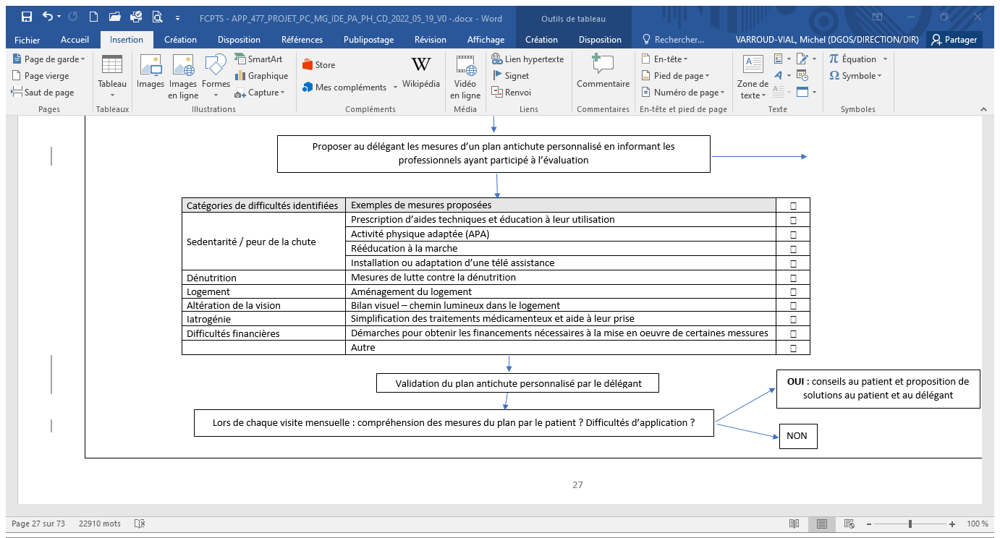 FCPTS - APP_477_PROJET_PC_MG_IDE_PA_PH_CD_2022_05_19_V0 -.docx - Word
Outils de tableau
Fichier Accueil Insertion Création Disposition Références Publipostage Révision Affichage Création Disposition Rechercher... VARROUD-VIAL, Michel (DGOS/DIRECTION/DIR) Partager
Page de garde
Page vierge
Saut de page
Pages
Tableau
Tableaux
Images
Images
en ligne
Formes
SmartArt
Graphique
Capture
Illustrations
Store
Mes compléments
W
Wikipédia
Compléments
Vidéo
en ligne
Média
Lien hypertexte
Signet
Renvoi
Liens
Commentaire
Commentaires
En-tête
Pied de page
Numéro de page
En-tête et pied de page
Zone de
texte
Texte
π Équation
Ω Symbole
Symboles
Proposer au délégant les mesures d’un plan antichute personnalisé en informant les
professionnels ayant participé à l’évaluation
Catégories de difficultés identifiées Exemples de mesures proposées
Sedentarité / peur de la chute
Prescription d’aides techniques et éducation à leur utilisation
Activité physique adaptée (APA)
Rééducation à la marche
Installation ou adaptation d’une télé assistance
Dénutrition Mesures de lutte contre la dénutrition
Logement Aménagement du logement
Altération de la vision Bilan visuel – chemin lumineux dans le logement
Iatrogénie Simplification des traitements médicamenteux et aide à leur prise
Difficultés financières Démarches pour obtenir les financements nécessaires à la mise en oeuvre de certaines messures
Autre
Validation du plan antichute personnalisé par le délégant
Lors de chaque visite mensuelle : compréhension des mesures du plan par le patient ? Difficultés d’application ?
OUI : conseils au patient et proposition de
solutions au patient et au délégant
NON
27
Page 27 sur 73 22910 mots
100 %